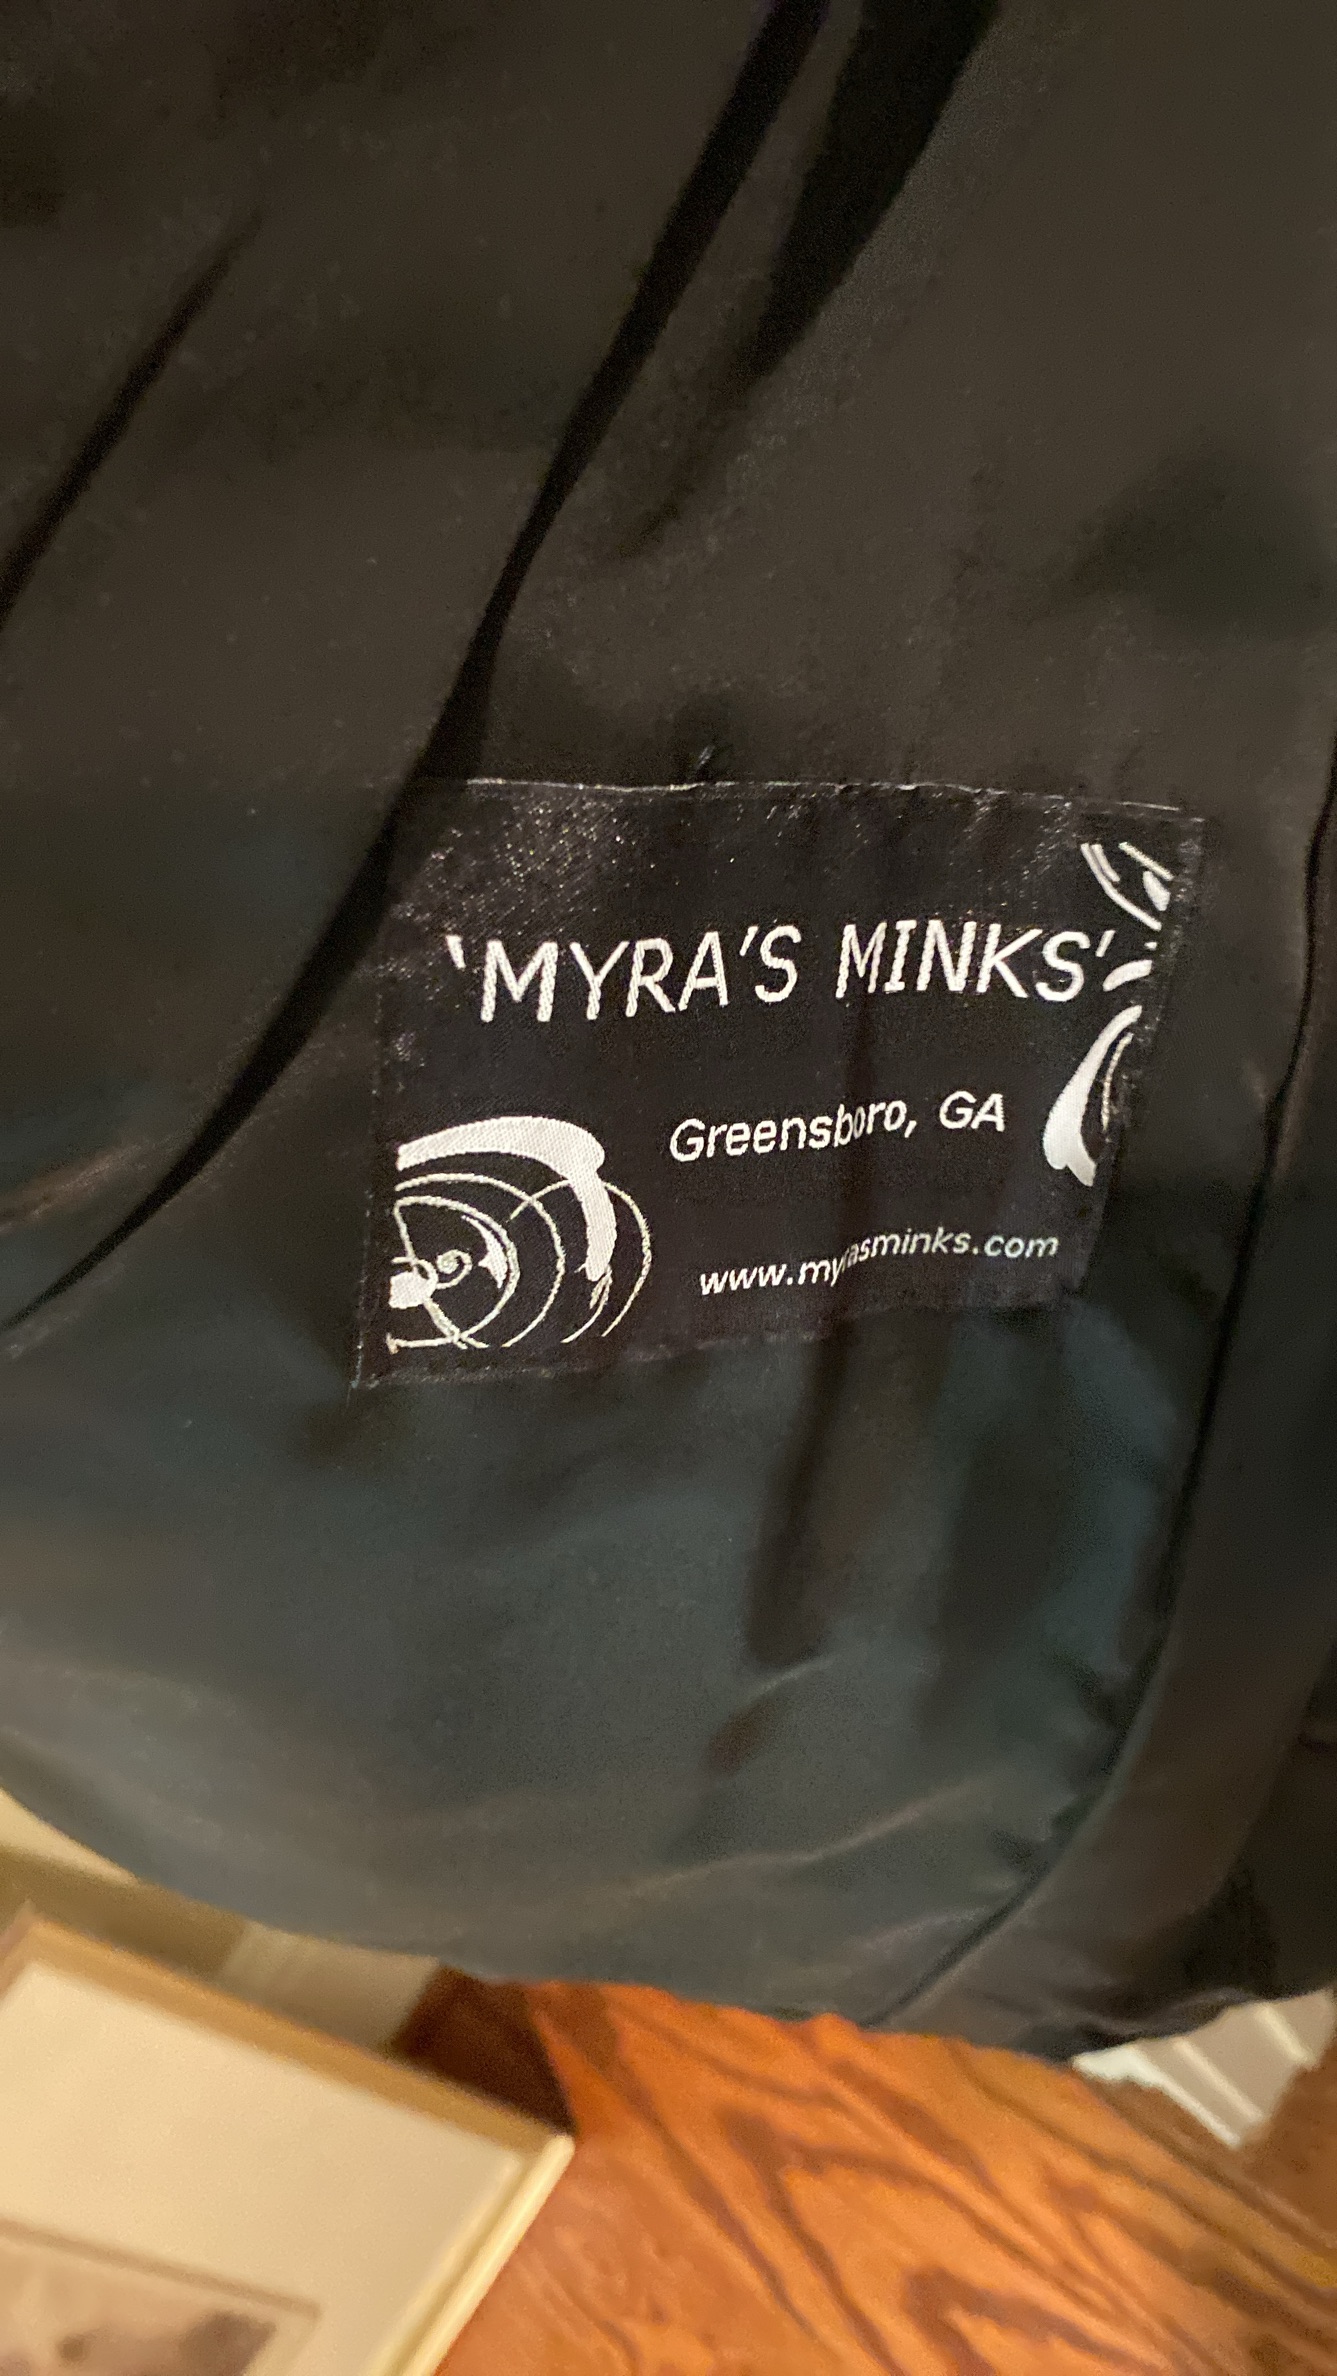 'MYRA'S MINKS'
Greensboro, GA
www.myrasminks.com